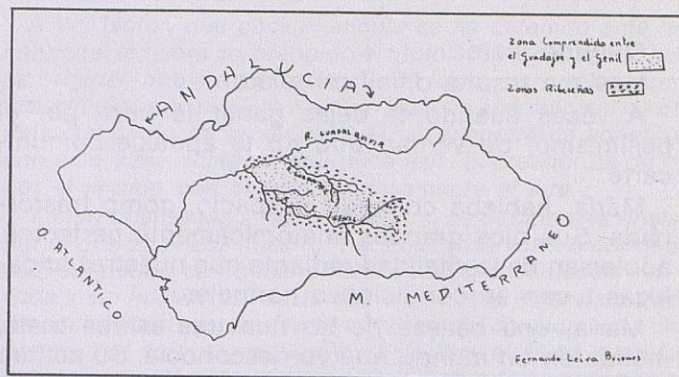 Zona Comprendida entre
el Guadajoz y el Genil
Zonas Ribereñas
ANDALUCIA
R. GUADALQUIVIR
GENIL
O. ATLANTICO
M. MEDITERRANEO
Fernando Leiva Briones